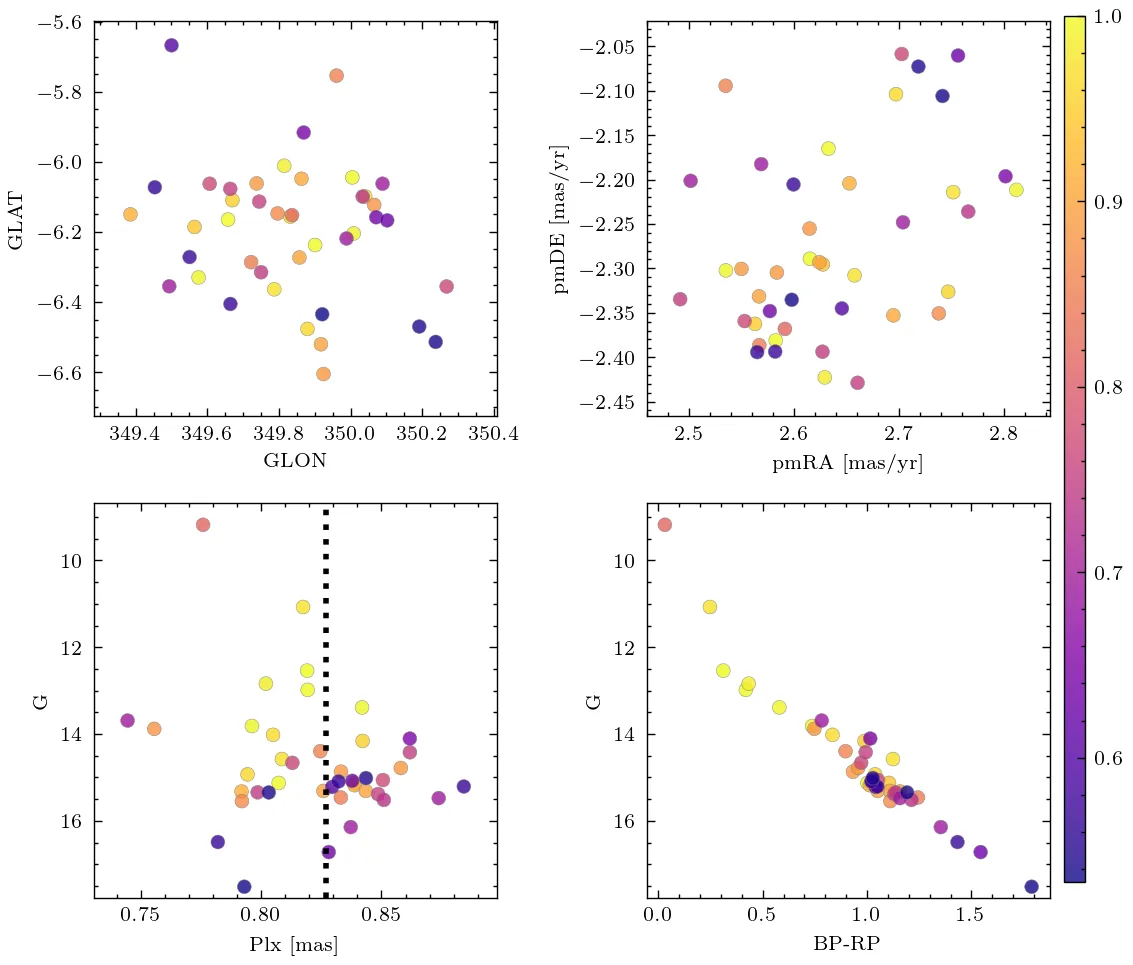 −5.6
−5.8
−6.0
−6.2
−6.4
−6.6
GLAT
349.4 349.6 349.8 350.0 350.2 350.4
GLON
−2.05
−2.10
−2.15
−2.20
−2.25
−2.30
−2.35
−2.40
−2.45
pmDE [mas/yr]
2.5 2.6 2.7 2.8
pmRA [mas/yr]
1.0
0.9
0.8
0.7
0.6
10
12
14
16
G
0.75 0.80 0.85
Plx [mas]
10
12
14
16
G
0.0 0.5 1.0 1.5
BP-RP